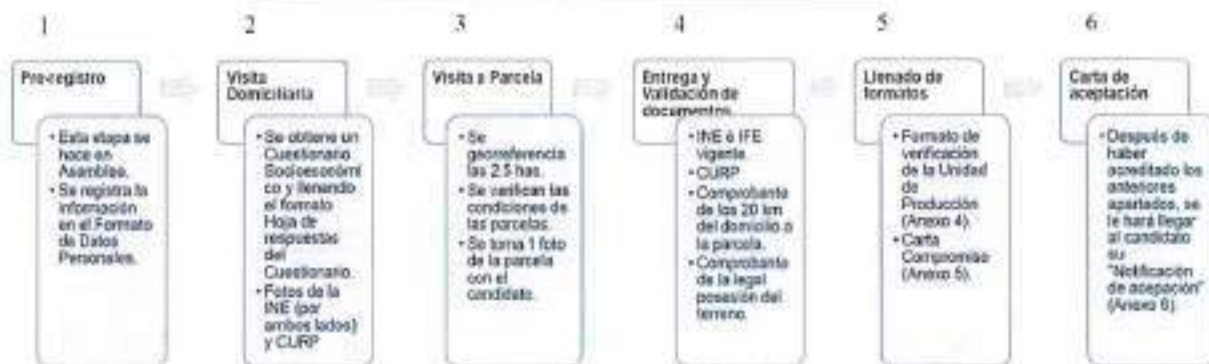 1
2
3
4
5
6
Pre-registro
• Esta etapa se
hace en
Asamblea.
• Se registra la
información
en el Formato
de Datos
Personales.
Visita
Domiciliaria
• Se obtiene un
Cuestionario
Socioeconómi
co y llenando
el formato
Hoja de
respuestas
del
Cuestionario.
• Fotos de la
INE (por
ambos lados)
y CURP
Visita a Parcela
• Se
georreferencia
las 2.5 has.
• Se verifican las
condiciones de
las parcelas.
• Se toma 1 foto
de la parcela
con el
candidato.
Entrega y
Validación de
documentos
• INE ó IFE
vigente.
• CURP
• Comprobante
de los 20 km
del domicilio a
la parcela.
• Comprobante
de la legal
posesión del
terreno.
Llenado de
formatos
• Formato de
verificación
de la Unidad
de
Producción
(Anexo 4).
• Carta
Compromiso
(Anexo 5).
Carta de
aceptación
• Después de
haber
acreditado los
anteriores
apartados, se
le hará llegar
al candidato
su
"Notificación
de acepación"
(Anexo 6).